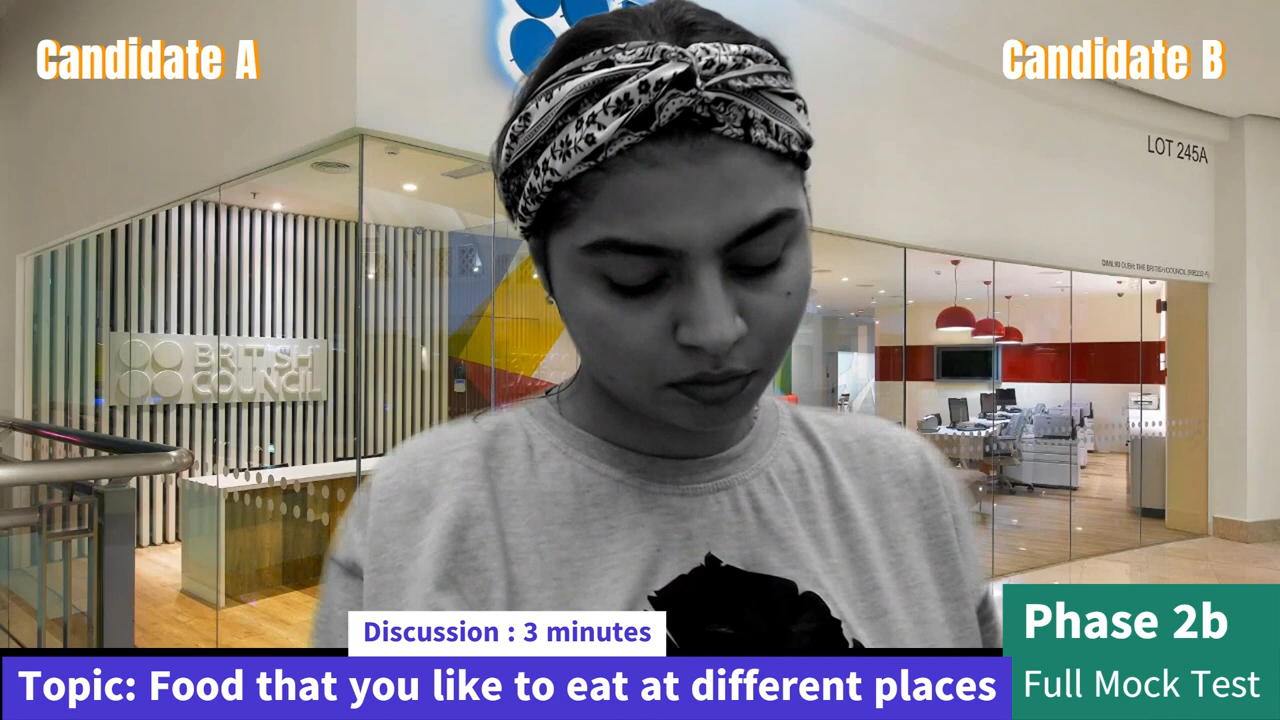 Candidate A
Candidate B
LOT 245A
BRITISH
COUNCIL
Discussion : 3 minutes
Topic: Food that you like to eat at different places
Phase 2b
Full Mock Test